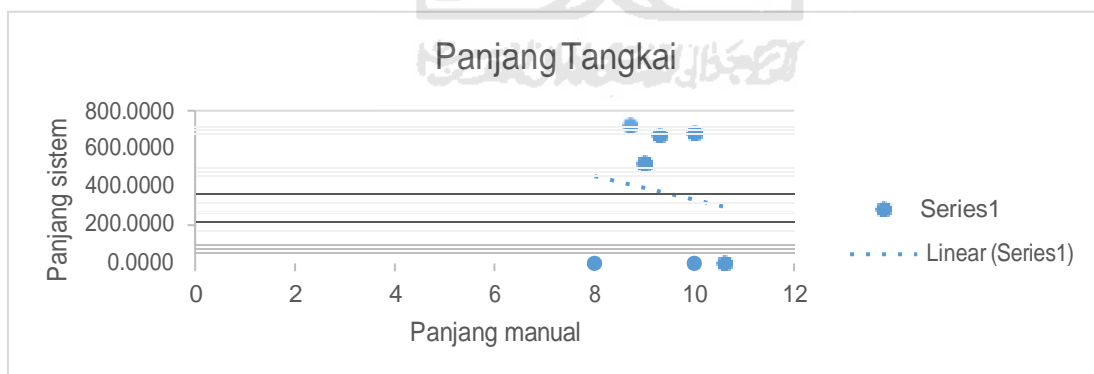 Panjang Tangkai
800.0000
600.0000
400.0000
200.0000
0.0000
Panjang sistem
0 2 4 6 8 10 12
Panjang manual
Series1
Linear (Series1)